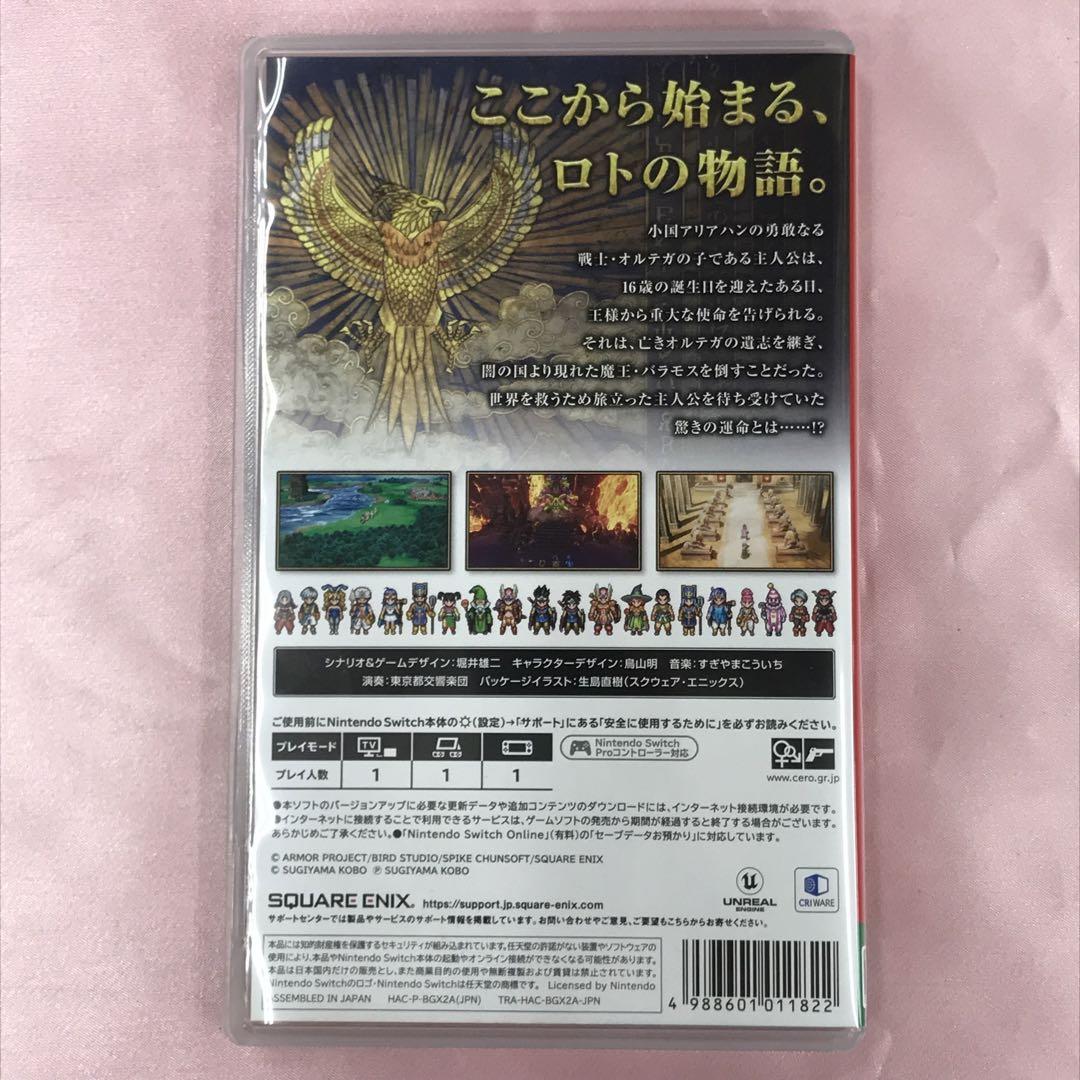 ここから始まる、
ロトの物語。
小国アリアハンの勇敢なる
戦士・オルテガの子である主人公は、
16歳の誕生日を迎えたある日、
王様から重大な使命を告げられる。
それは、亡きオルテガの遺志を継ぎ、
闇の国より現れた魔王・バラモスを倒すことだった。
世界を救うため旅立った主人公を待ち受けていた
驚きの運命とは……!?
シナリオ&ゲームデザイン:堀井雄二 キャラクターデザイン:鳥山明 音楽:すぎやまこういち
演奏:東京都交響楽団 パッケージイラスト:生島直樹(スクウェア・エニックス)
ご使用前にNintendo Switch本体の(設定)→「サポート」にある「安全に使用するために」を必ずお読みください。
プレイモード TV
プレイ人数 1 1 1
Nintendo Switch
Proコントローラー対応
www.cero.gr.jp
●本ソフトのバージョンアップに必要な更新データや追加コンテンツのダウンロードには、インターネット接続環境が必要です。
●インターネットに接続することで利用できるサービスは、ゲームソフトの発売から期間が経過すると終了する場合がございます。
あらかじめご了承ください。●「Nintendo Switch Online」(有料)の「セーブデータお預かり」に対応しています。
© ARMOR PROJECT/BIRD STUDIO/SPIKE CHUNSOFT/SQUARE ENIX
© SUGIYAMA KOBO ℗ SUGIYAMA KOBO
SQUARE ENIX. https://support.jp.square-enix.com
サポートセンターでは製品やサービスのサポート情報を掲載しています。お問い合わせやご意見、ご要望もこちらからお寄せください。
UNREAL
ENGINE
CRIWARE
本品には知的財産権を保護するセキュリティが組み込まれています。任天堂の許諾がない装置やソフトウェアの
使用により、本品やNintendo Switch本体の起動やオンライン接続ができなくなる可能性があります。
本品は日本国内だけの販売とし、また商業目的の使用や無断複製および賃貸は禁止されています。
Nintendo Switchのロゴ・Nintendo Switchは任天堂の商標です。 Licensed by Nintendo
ASSEMBLED IN JAPAN HAC-P-BGX2A(JPN) TRA-HAC-BGX2A-JPN
4 988601 011822